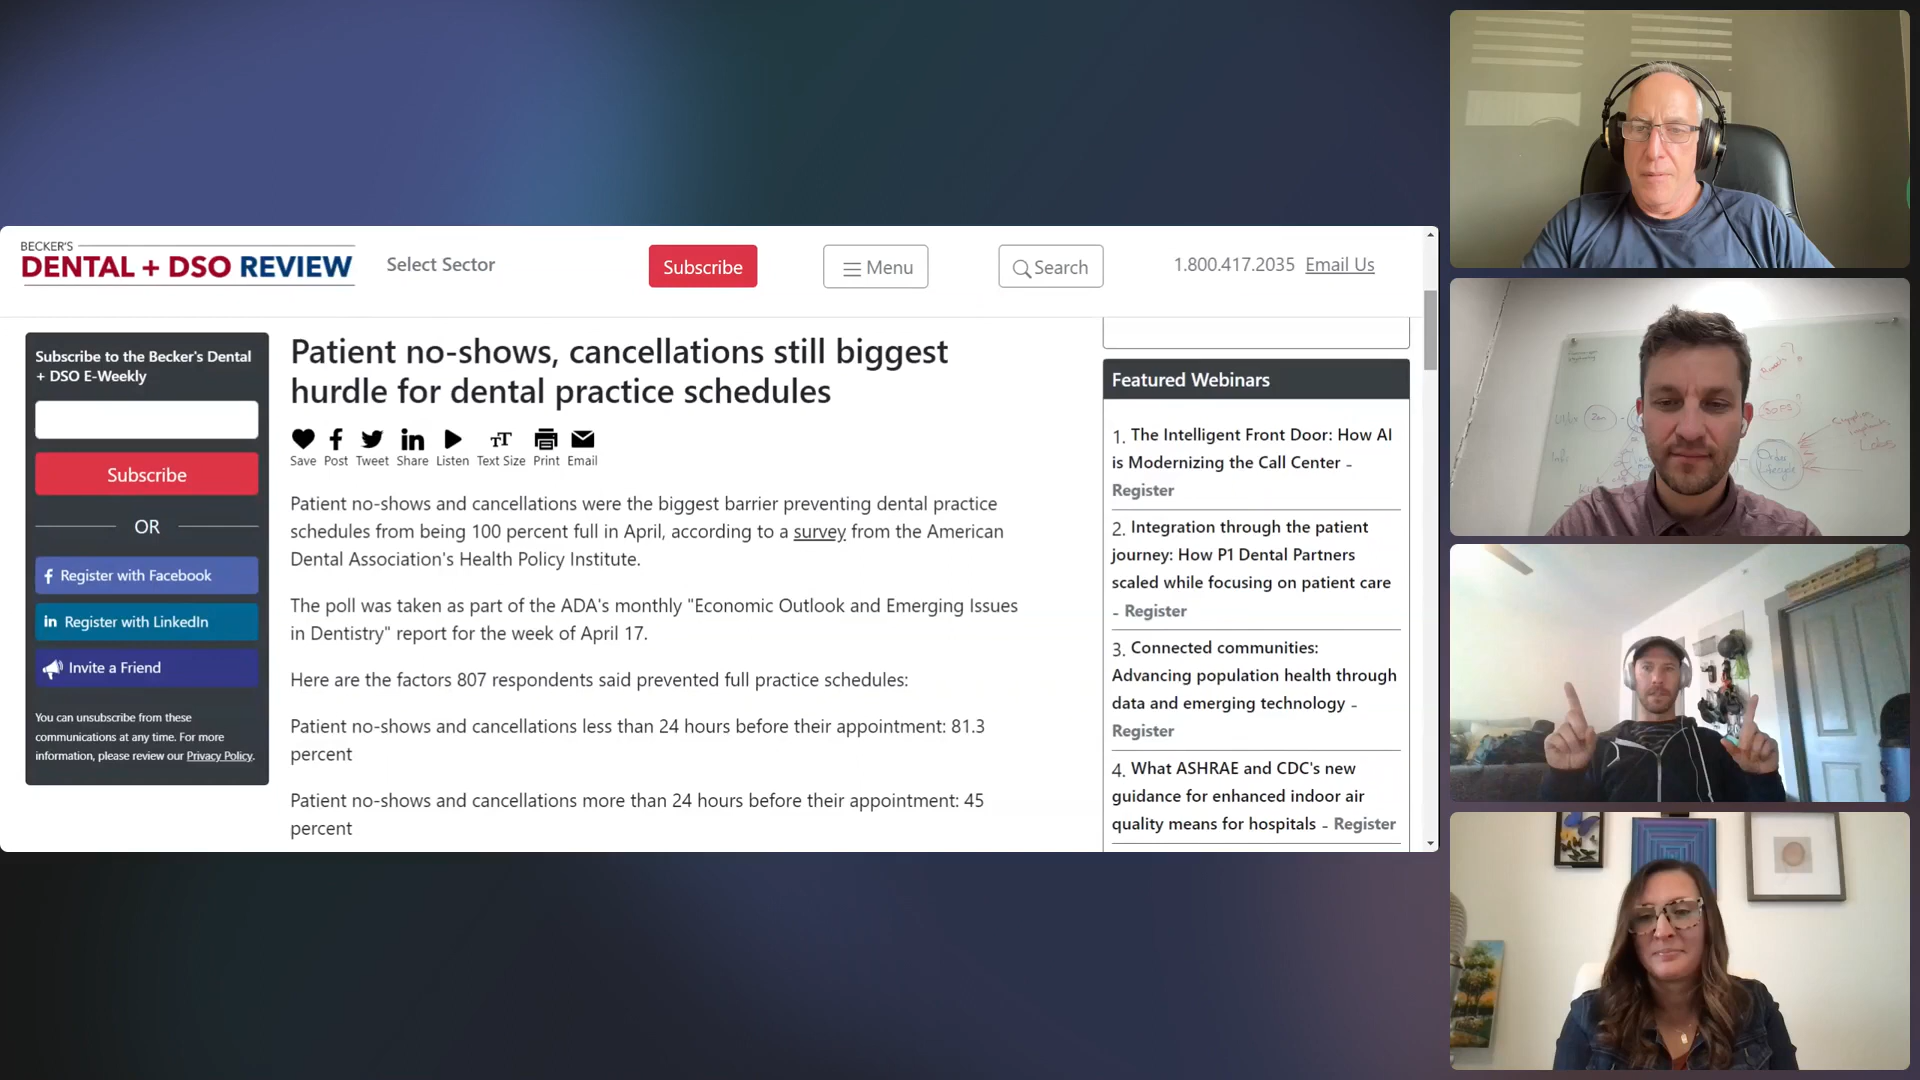 BECKER'S
DENTAL + DSO REVIEW
Select Sector
Subscribe
Menu
Search
1.800.417.2035 Email Us
Subscribe to the Becker's Dental
+ DSO E-Weekly
Subscribe
OR
Register with Facebook
Register with LinkedIn
Invite a Friend
You can unsubscribe from these
communications at any time. For more
information, please review our Privacy Policy.
Patient no-shows, cancellations still biggest
hurdle for dental practice schedules
Save Post Tweet Share Listen Text Size Print Email
Patient no-shows and cancellations were the biggest barrier preventing dental practice
schedules from being 100 percent full in April, according to a survey from the American
Dental Association's Health Policy Institute.
The poll was taken as part of the ADA's monthly "Economic Outlook and Emerging Issues
in Dentistry" report for the week of April 17.
Here are the factors 807 respondents said prevented full practice schedules:
Patient no-shows and cancellations less than 24 hours before their appointment: 81.3
percent
Patient no-shows and cancellations more than 24 hours before their appointment: 45
percent
Featured Webinars
1. The Intelligent Front Door: How AI
is Modernizing the Call Center -
Register
2. Integration through the patient
journey: How P1 Dental Partners
scaled while focusing on patient care
- Register
3. Connected communities:
Advancing population health through
data and emerging technology -
Register
4. What ASHRAE and CDC's new
guidance for enhanced indoor air
quality means for hospitals - Register
Order
Lifecycle